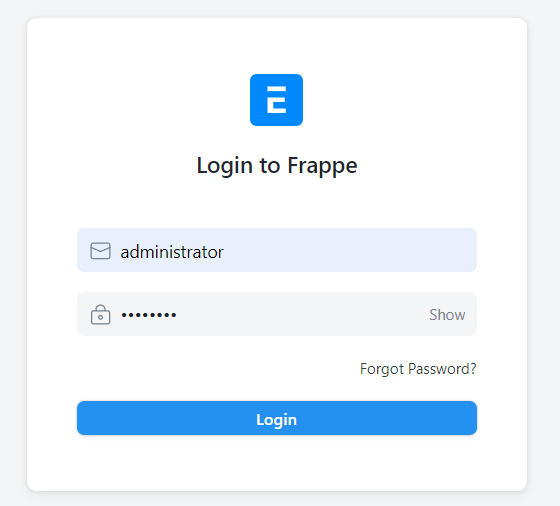 Login to Frappe
administrator
•••••••• Show
Forgot Password?
Login